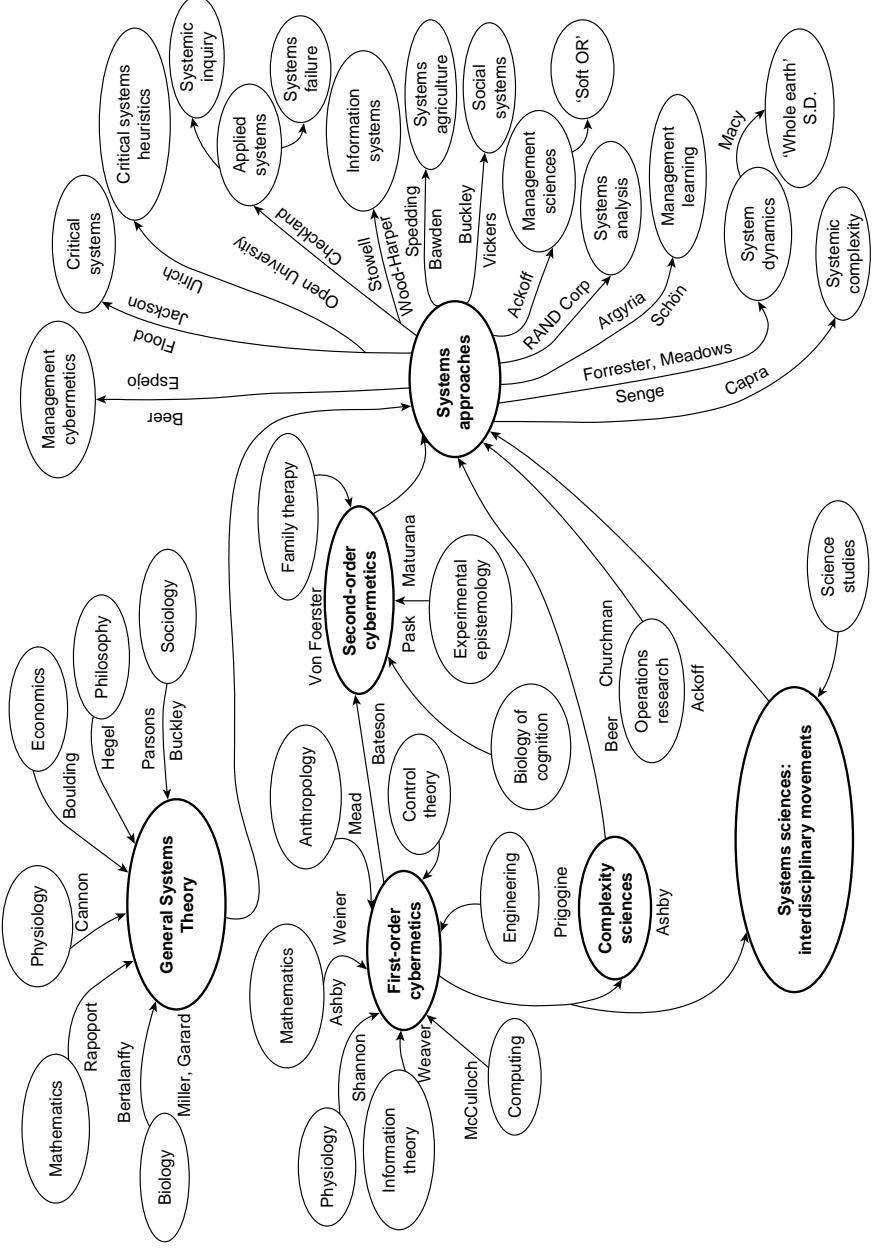 Mathematics
Rapoport
Physiology
Cannon
Economics
Boulding
Philosophy
Hegel
Sociology
Parsons
Buckley
Biology
Bertalanffy
Miller, Garard
General Systems
Theory
Physiology
Shannon
Mathematics
Ashby
Weiner
Anthropology
Mead
Information
theory
Weaver
First-order
cybermetics
Control
theory
Engineering
McCulloch
Computing
Bateson
Von Foerster
Second-order
cybermetics
Family therapy
Pask
Maturana
Experimental
epistemology
Biology of
cognition
Prigogine
Complexity
sciences
Ashby
Beer
Churchman
Operations
research
Ackoff
Systems sciences:
interdisciplinary movements
Science
studies
Systems
approaches
Beer
Espejo
Management
cybermetics
Flood
Jackson
Critical
systems
Ulrich
Critical systems
heuristics
Open University
Checkland
Applied
systems
Systemic
inquiry
Systems
failure
Stowell
Wood-Harper
Information
systems
Spedding
Bawden
Systems
agriculture
Buckley
Vickers
Social
systems
Ackoff
Management
sciences
'Soft OR'
RAND Corp
Systems
analysis
Argyria
Schön
Management
learning
Forrester, Meadows
Senge
System
dynamics
Macy
'Whole earth'
S.D.
Capra
Systemic
complexity